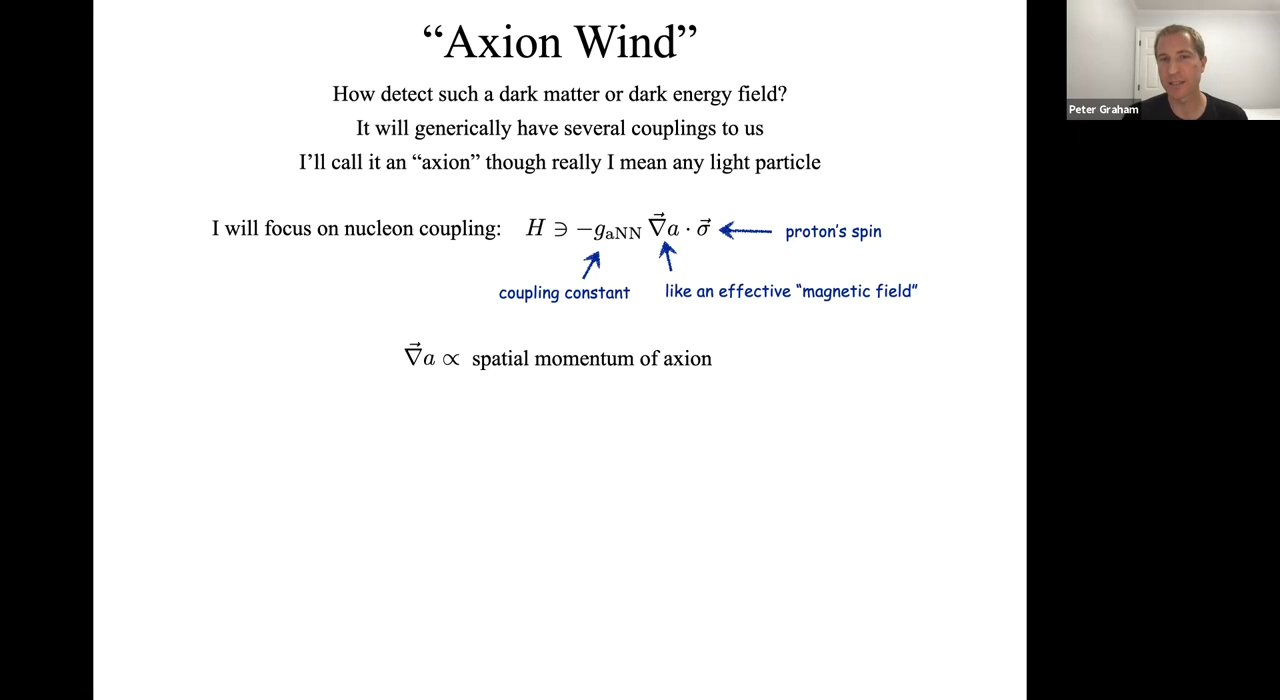 “Axion Wind”
Peter Graham
How detect such a dark matter or dark energy field?
It will generically have several couplings to us
I’ll call it an “axion” though really I mean any light particle
I will focus on nucleon coupling: H ∋ −g_aNN ∇⃗a · σ⃗ proton’s spin
coupling constant like an effective “magnetic field”
∇⃗a ∝ spatial momentum of axion